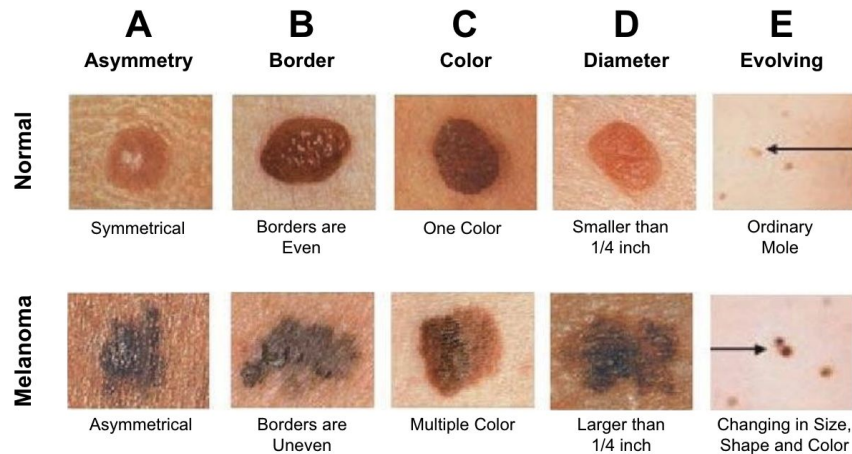 A B C D E
Asymmetry Border Color Diameter Evolving
Normal
Symmetrical
Borders are
Even
One Color
Smaller than
1/4 inch
Ordinary
Mole
Melanoma
Asymmetrical
Borders are
Uneven
Multiple Color
Larger than
1/4 inch
Changing in Size,
Shape and Color